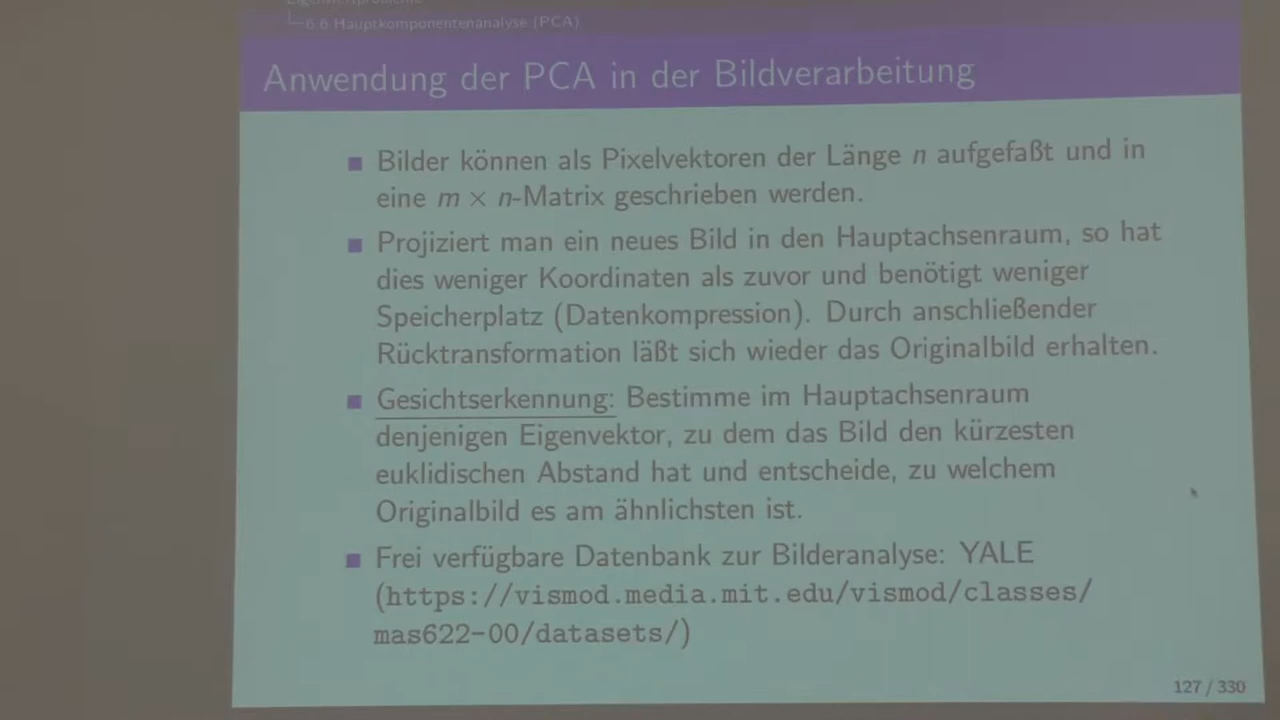 Eigenwertprobleme
6.6 Hauptkomponentenanalyse (PCA)
Anwendung der PCA in der Bildverarbeitung
Bilder können als Pixelvektoren der Länge n aufgefaßt und in
eine m × n-Matrix geschrieben werden.
Projiziert man ein neues Bild in den Hauptachsenraum, so hat
dies weniger Koordinaten als zuvor und benötigt weniger
Speicherplatz (Datenkompression). Durch anschließender
Rücktransformation läßt sich wieder das Originalbild erhalten.
Gesichtserkennung: Bestimme im Hauptachsenraum
denjenigen Eigenvektor, zu dem das Bild den kürzesten
euklidischen Abstand hat und entscheide, zu welchem
Originalbild es am ähnlichsten ist.
Frei verfügbare Datenbank zur Bilderanalyse: YALE
(https://vismod.media.mit.edu/vismod/classes/
mas622-00/datasets/)
127 / 330